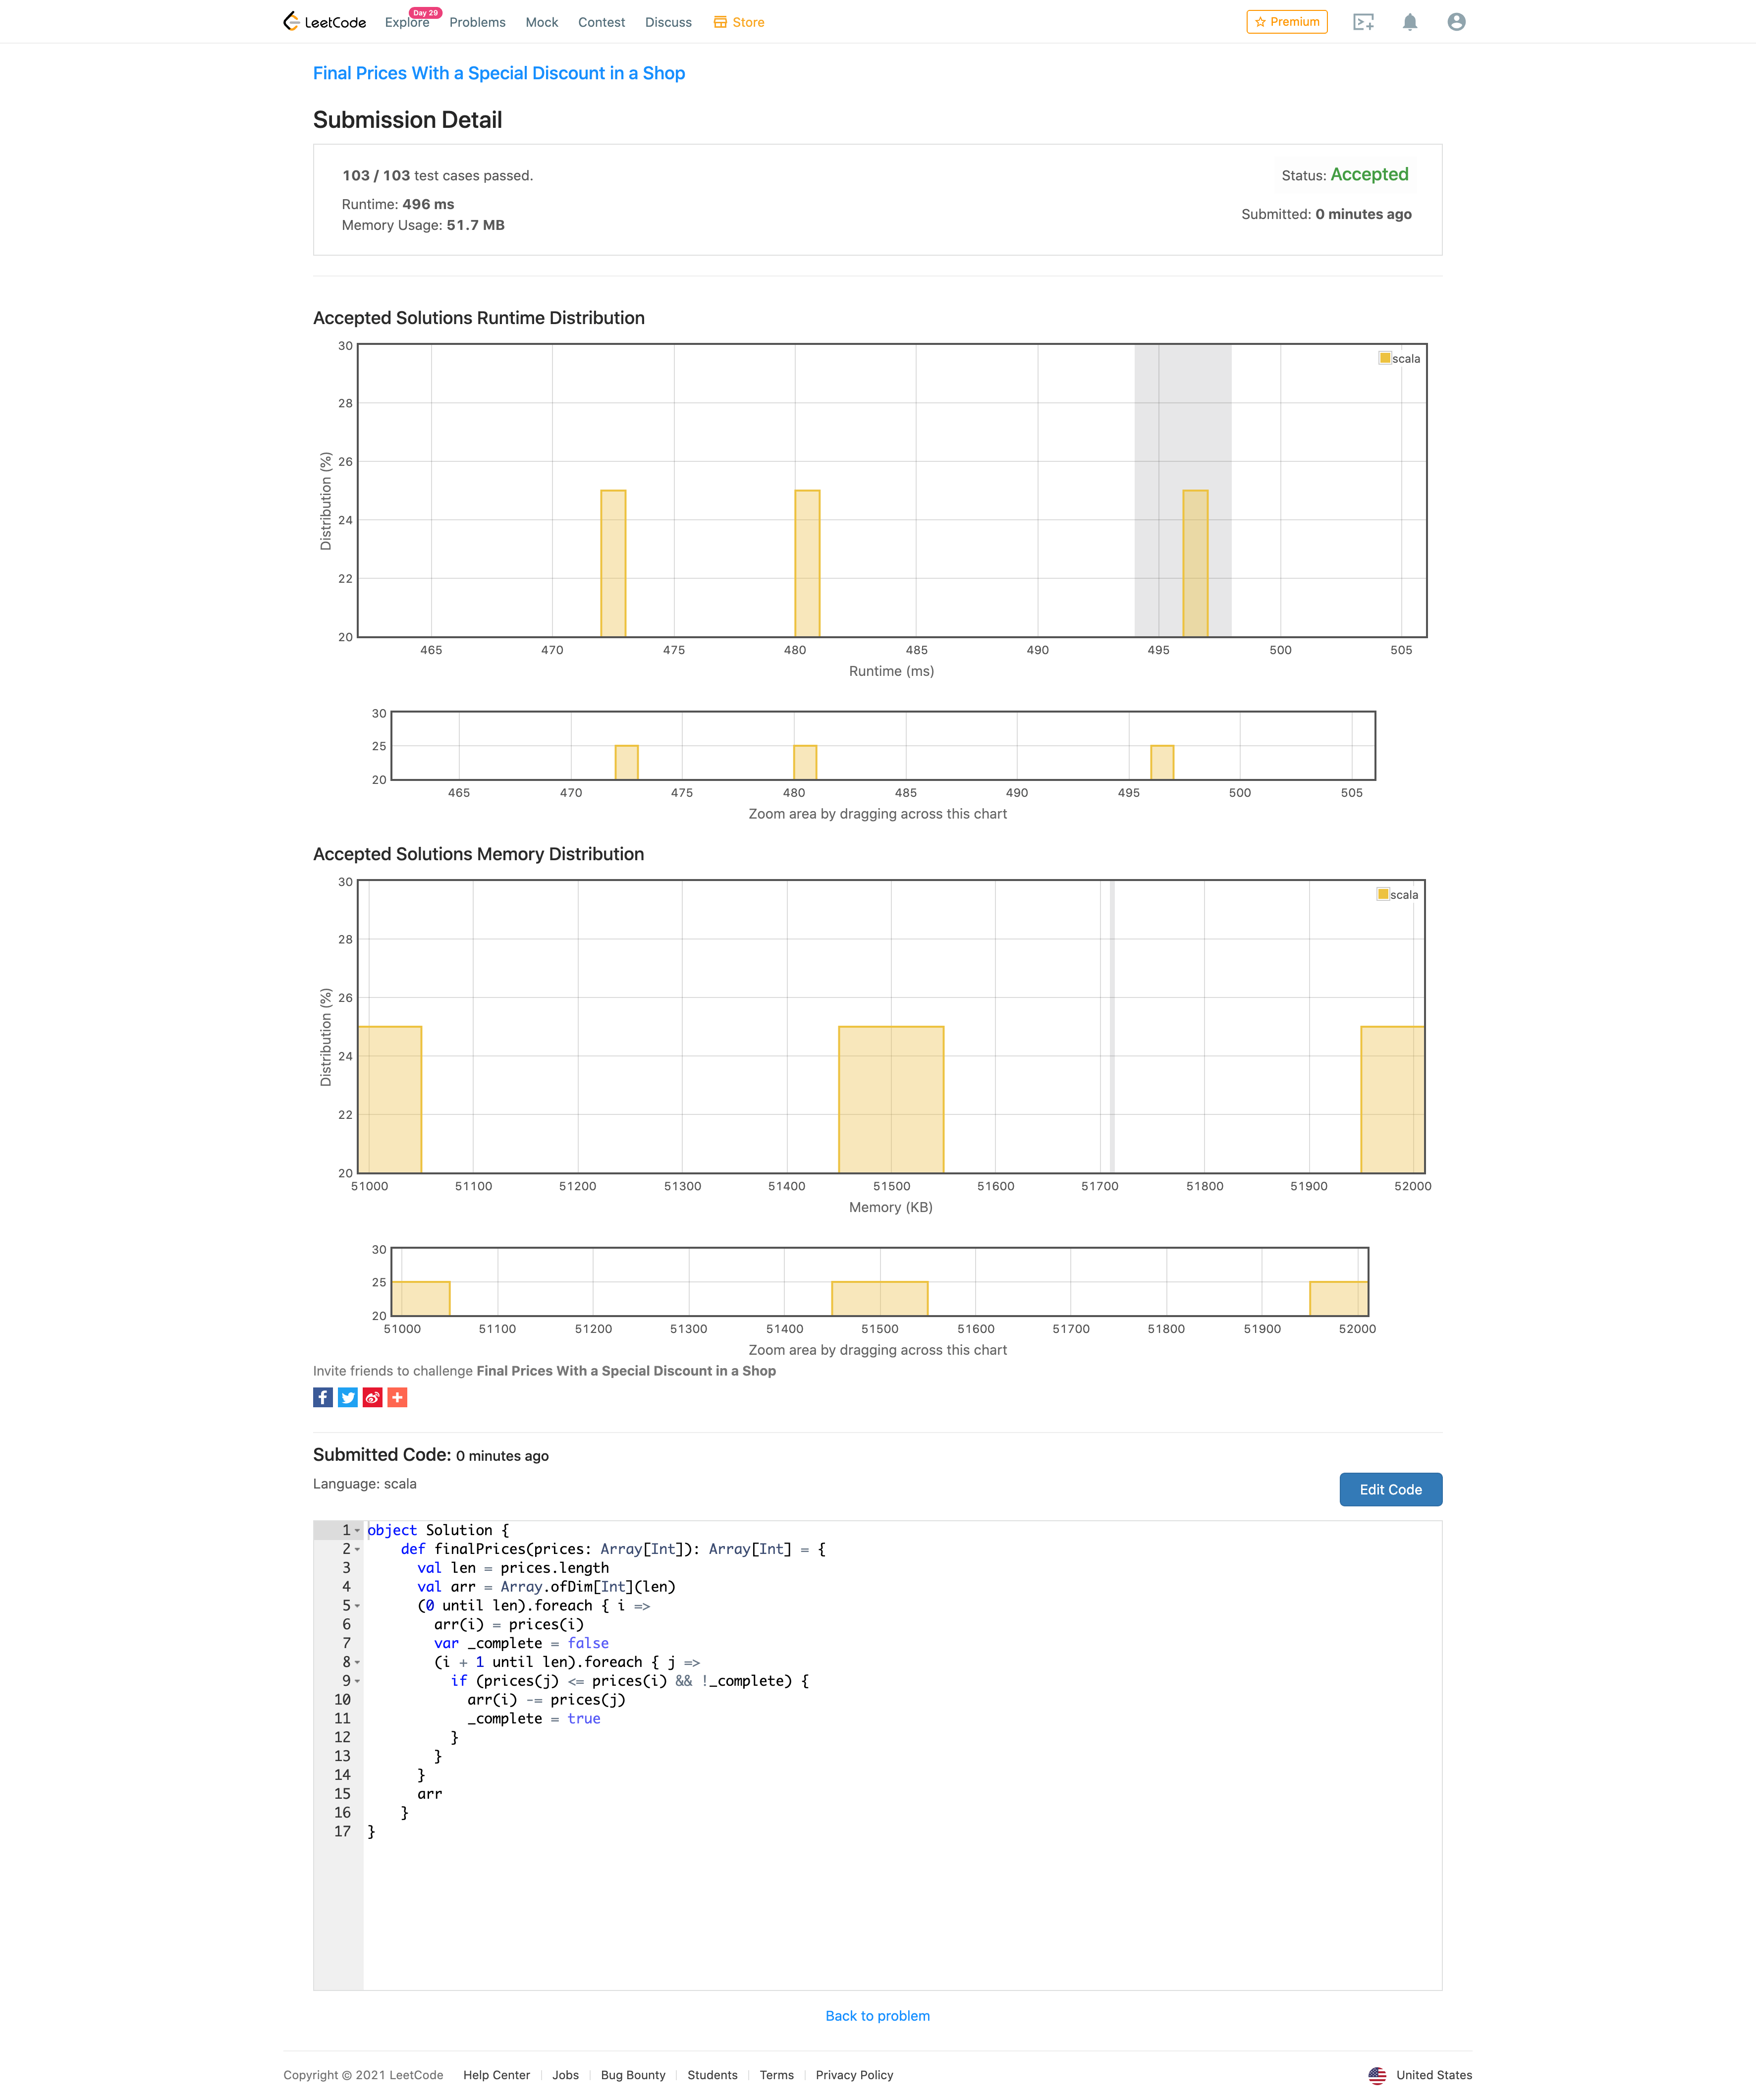 LeetCode Explore Day 29 Problems Mock Contest Discuss Store Premium
Final Prices With a Special Discount in a Shop
Submission Detail
103 / 103 test cases passed.
Status: Accepted
Runtime: 496 ms
Submitted: 0 minutes ago
Memory Usage: 51.7 MB
Accepted Solutions Runtime Distribution
30
scala
28
26
24
22
20
Distribution (%)
465 470 475 480 485 490 495 500 505
Runtime (ms)
30
25
20
465 470 475 480 485 490 495 500 505
Zoom area by dragging across this chart
Accepted Solutions Memory Distribution
30
scala
28
26
24
22
20
Distribution (%)
51000 51100 51200 51300 51400 51500 51600 51700 51800 51900 52000
Memory (KB)
30
25
20
51000 51100 51200 51300 51400 51500 51600 51700 51800 51900 52000
Zoom area by dragging across this chart
Invite friends to challenge Final Prices With a Special Discount in a Shop
Submitted Code: 0 minutes ago
Language: scala
Edit Code
1 object Solution {
2     def finalPrices(prices: Array[Int]): Array[Int] = {
3       val len = prices.length
4       val arr = Array.ofDim[Int](len)
5       (0 until len).foreach { i =>
6         arr(i) = prices(i)
7         var _complete = false
8         (i + 1 until len).foreach { j =>
9           if (prices(j) <= prices(i) && !_complete) {
10             arr(i) -= prices(j)
11             _complete = true
12           }
13         }
14       }
15       arr
16     }
17 }
Back to problem
Copyright © 2021 LeetCode Help Center Jobs Bug Bounty Students Terms Privacy Policy United States